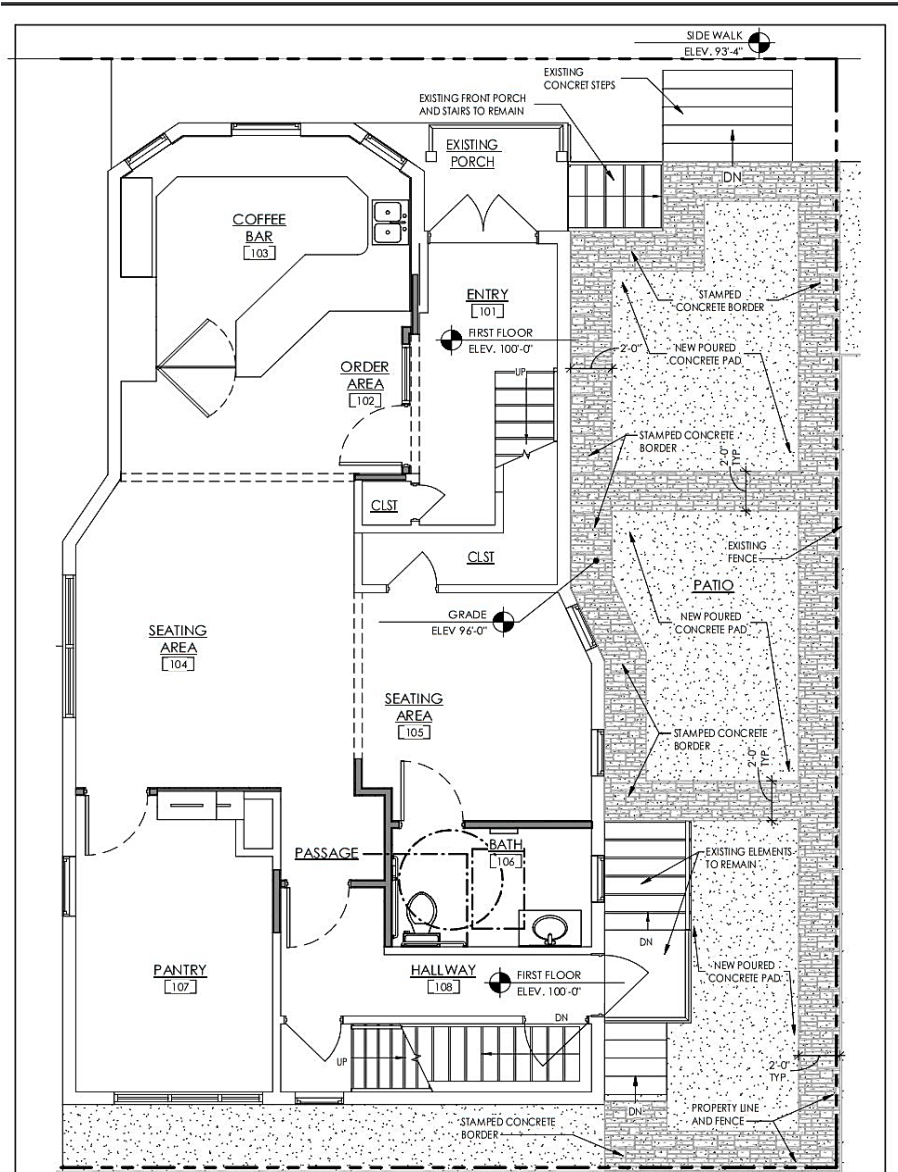 SIDE WALK
ELEV. 93'-4"
EXISTING
CONCRET STEPS
EXISTING FRONT PORCH
AND STAIRS TO REMAIN
EXISTING
PORCH
DN
COFFEE
BAR
103
ENTRY
101
STAMPED
CONCRETE BORDER
FIRST FLOOR
ELEV. 100'-0"
2'-0"
NEW POURED
CONCRETE PAD
ORDER
AREA
102
UP
STAMPED CONCRETE
BORDER
2'-0"
TYP.
CLST
CLST
EXISTING
FENCE
PATIO
GRADE
ELEV 96'-0"
NEW POURED
CONCRETE PAD
SEATING
AREA
104
SEATING
AREA
105
STAMPED CONCRETE
BORDER
2'-0"
TYP.
PASSAGE
BATH
106
EXISTING ELEMENTS
TO REMAIN
DN
PANTRY
107
HALLWAY
108
FIRST FLOOR
ELEV. 100'-0"
NEW POURED
CONCRETE PAD
DN
UP
2'-0"
TYP.
DN
PROPERTY LINE
AND FENCE
STAMPED CONCRETE
BORDER